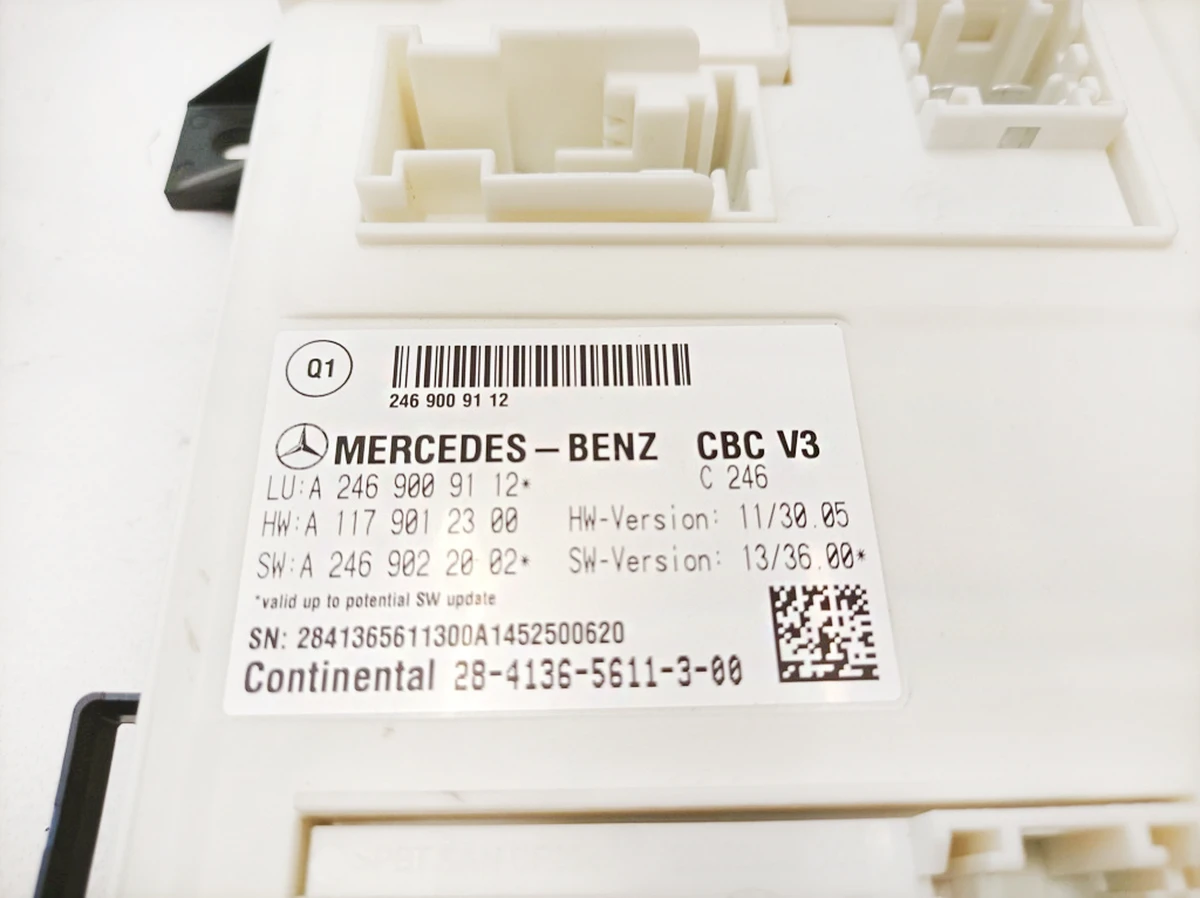 Q1
246 900 91 12
MERCEDES-BENZ CBC V3
LU:A 246 900 91 12* C 246
HW:A 117 901 23 00 HW-Version: 11/30.05
SW:A 246 902 20 02* SW-Version: 13/36.00*
*valid up to potential SW update
SN: 2841365611300A1452500620
Continental 28-4136-5611-3-00